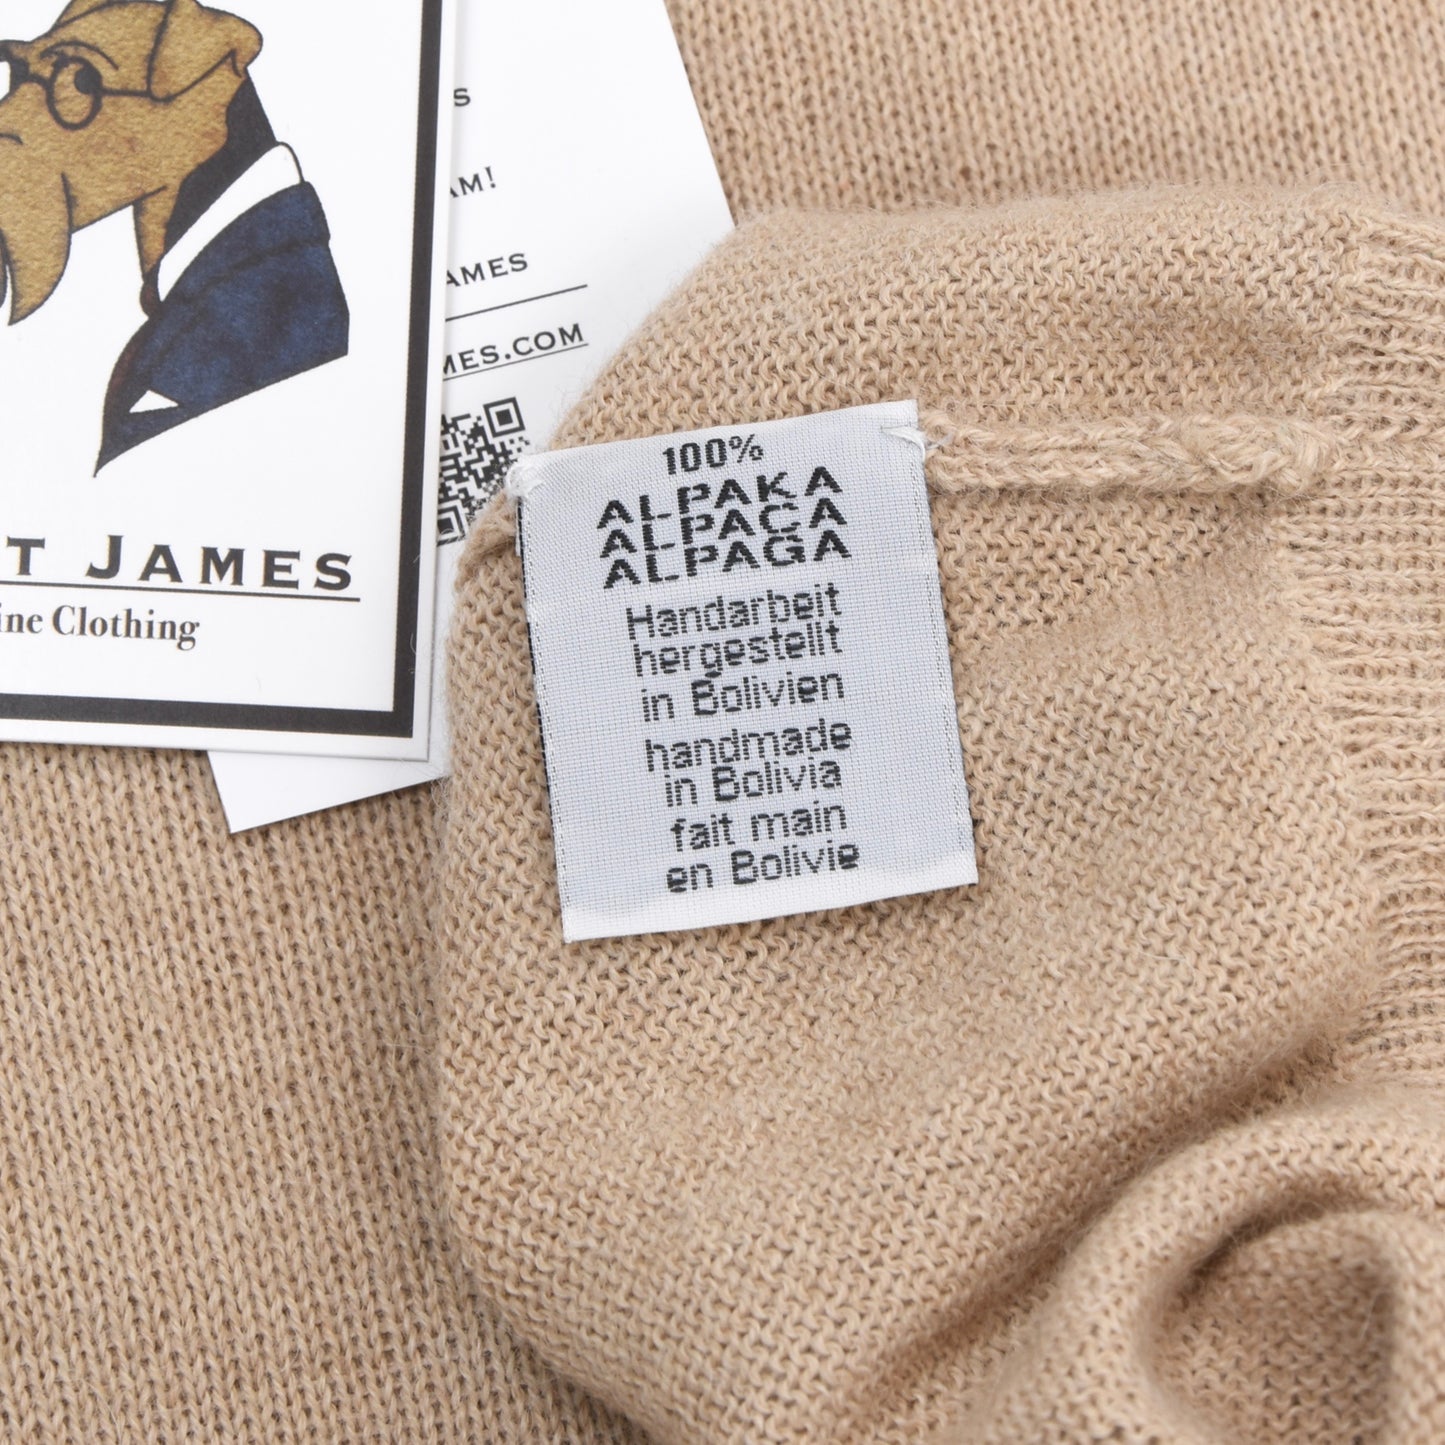 S
AM!
AMES
MES.COM
T JAMES
ine Clothing
100%
ALPAKA
ALPACA
ALPAGA
Handarbeit
hergestellt
in Bolivien
handmade
in Bolivia
fait main
en Bolivie